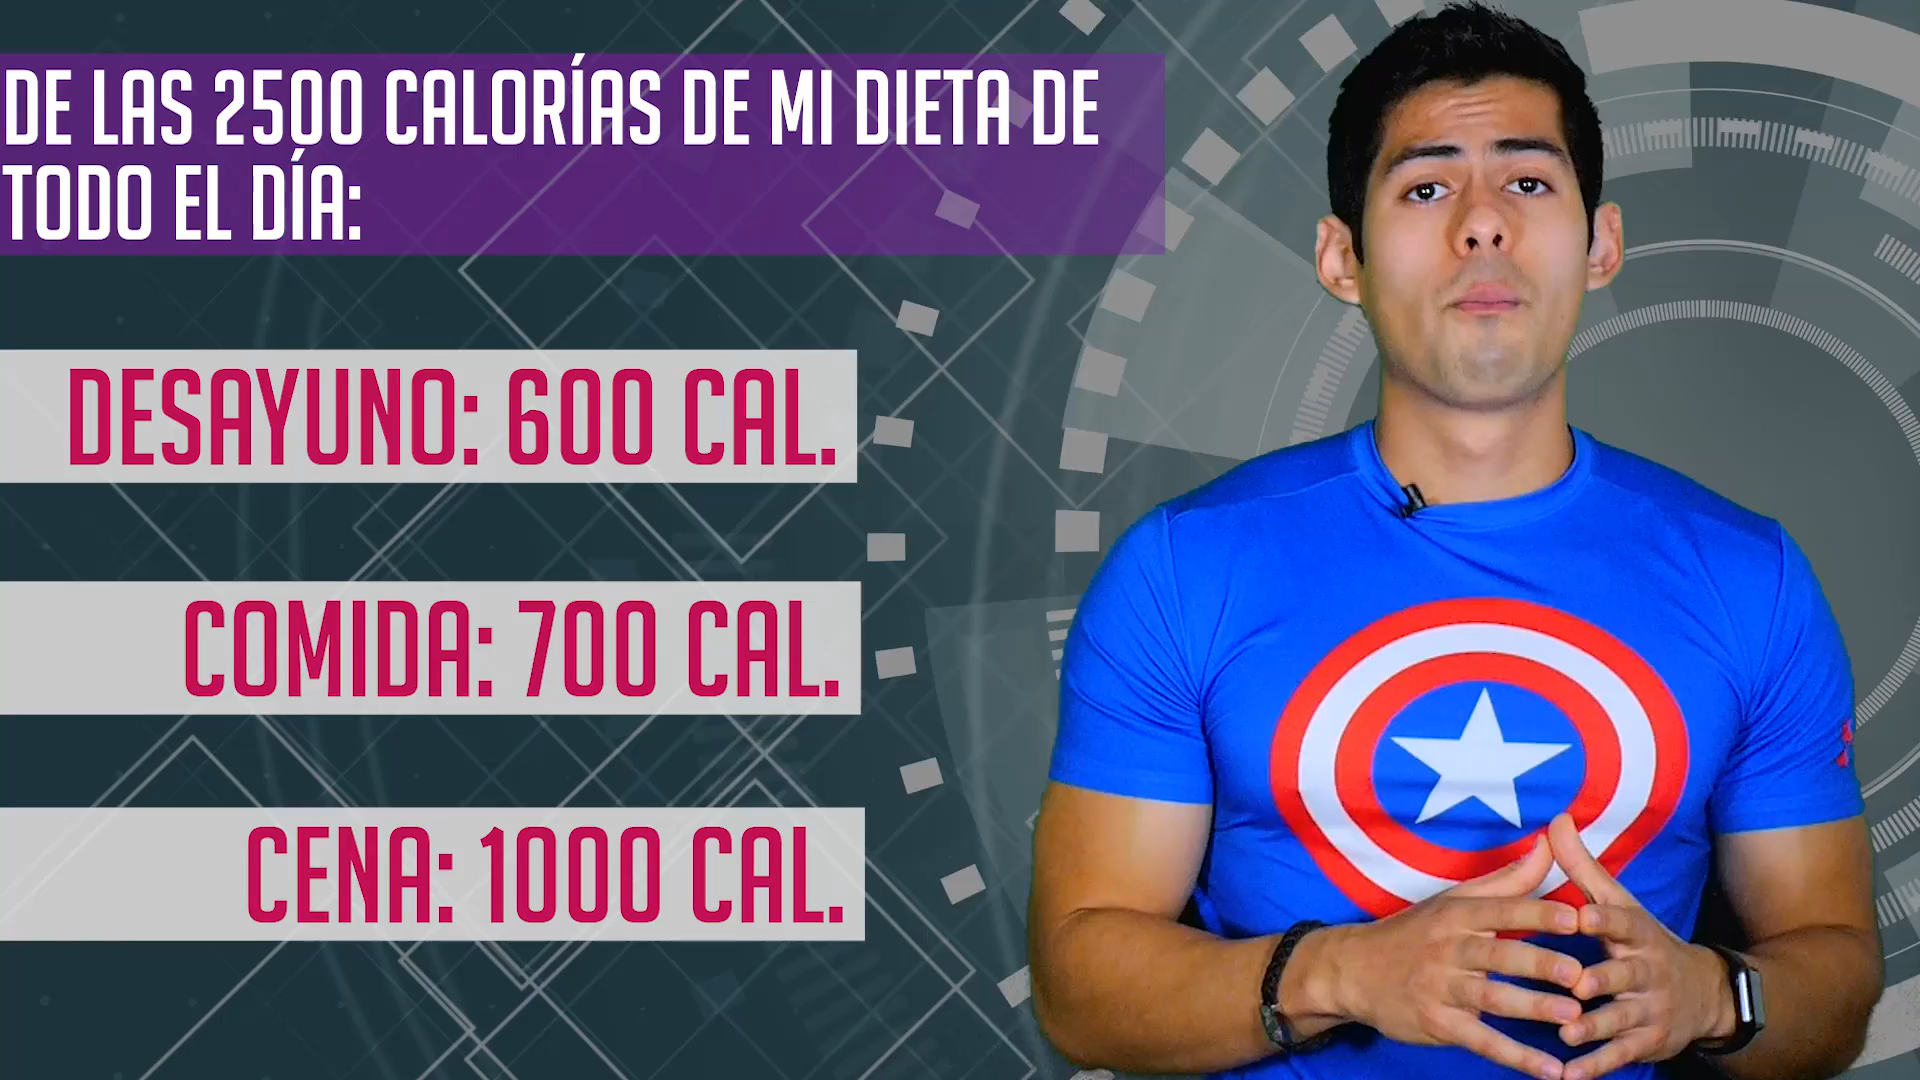 DE LAS 2500 CALORÍAS DE MI DIETA DE
TODO EL DÍA:
DESAYUNO: 600 CAL.
COMIDA: 700 CAL.
CENA: 1000 CAL.